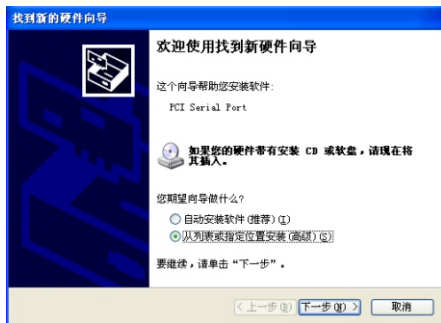 找到新的硬件向导
欢迎使用找到新硬件向导
这个向导帮助您安装软件:
PCI Serial Port
如果您的硬件带有安装 CD 或软盘，请现在将
其插入。
您期望向导做什么?
自动安装软件(推荐)(I)
从列表或指定位置安装(高级)(S)
要继续，请单击“下一步”。
< 上一步(B)
下一步(N) >
取消